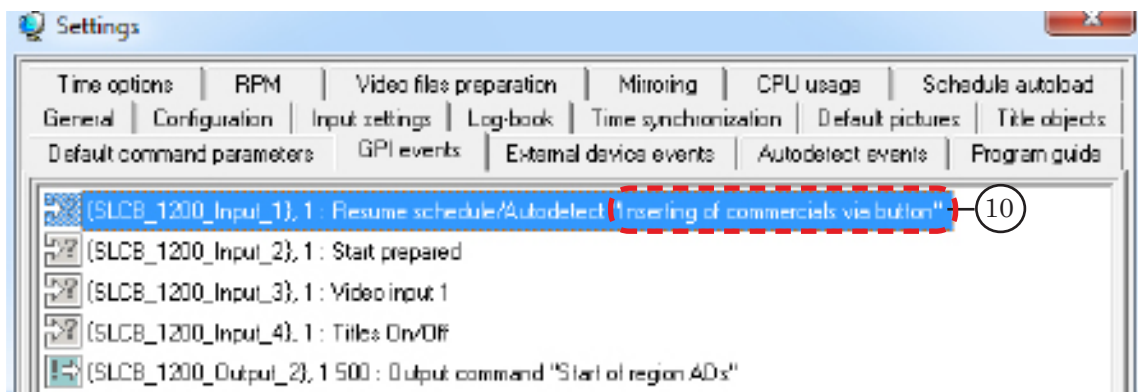 Settings
Time options RPM Video files preparation Mirroring CPU usage Schedule autoload
General Configuration Input settings Log-book Time synchronization Default pictures Title objects
Default command parameters GPI events External device events Autodetect events Program guide
(SLCB_1200_Input_1), 1 : Resume schedule/Autodetect "Inserting of commercials via button" 10
(SLCB_1200_Input_2), 1 : Start prepared
(SLCB_1200_Input_3), 1 : Video input 1
(SLCB_1200_Input_4), 1 : Titles On/Off
(SLCB_1200_Output_2), 1 500 : Output command "Start of region ADs"